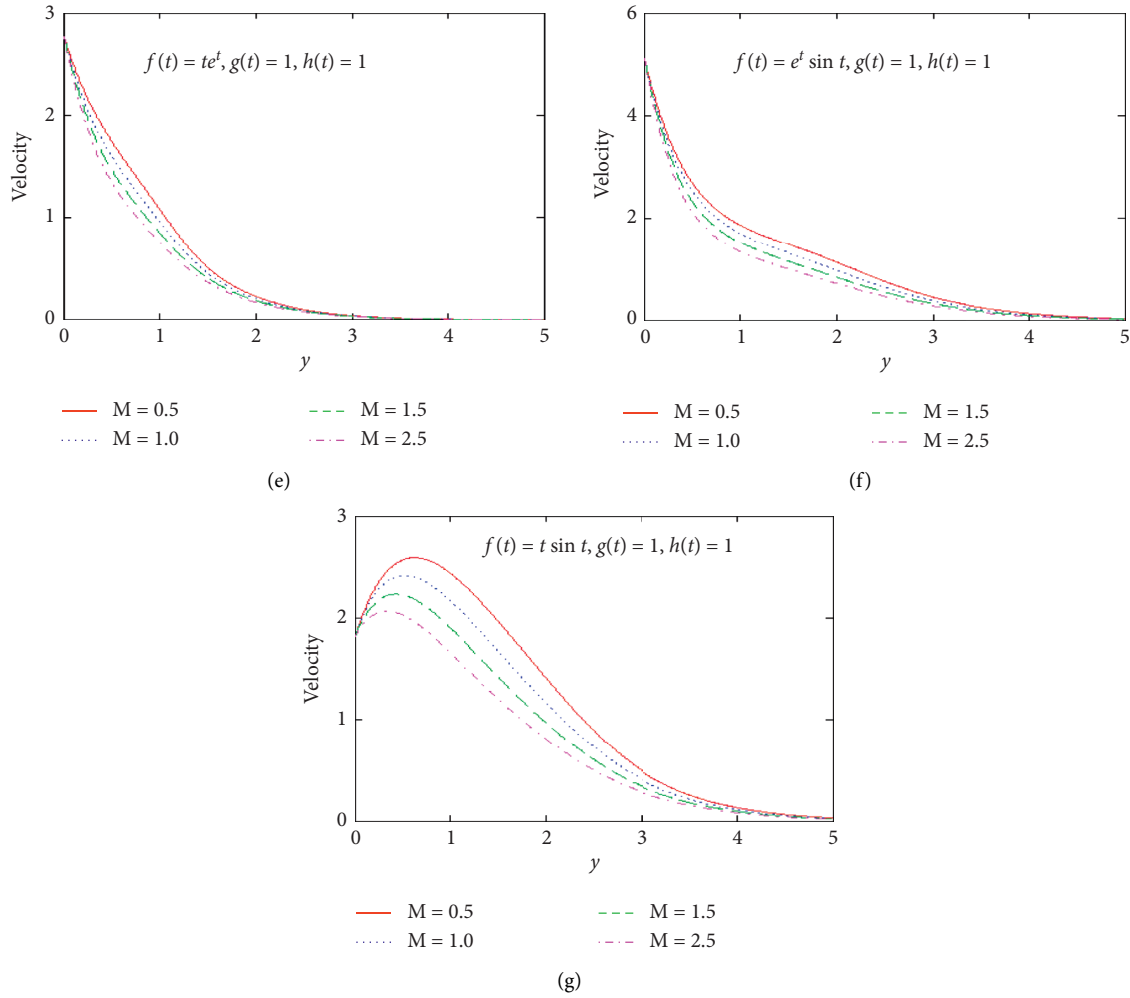 3
2
1
0
Velocity
f(t) = te^t, g(t) = 1, h(t) = 1
0 1 2 3 4 5
y
M = 0.5
M = 1.0
M = 1.5
M = 2.5
(e)
6
4
2
0
Velocity
f(t) = e^t sin t, g(t) = 1, h(t) = 1
0 1 2 3 4 5
y
M = 0.5
M = 1.0
M = 1.5
M = 2.5
(f)
3
2
1
0
Velocity
f(t) = t sin t, g(t) = 1, h(t) = 1
0 1 2 3 4 5
y
M = 0.5
M = 1.0
M = 1.5
M = 2.5
(g)